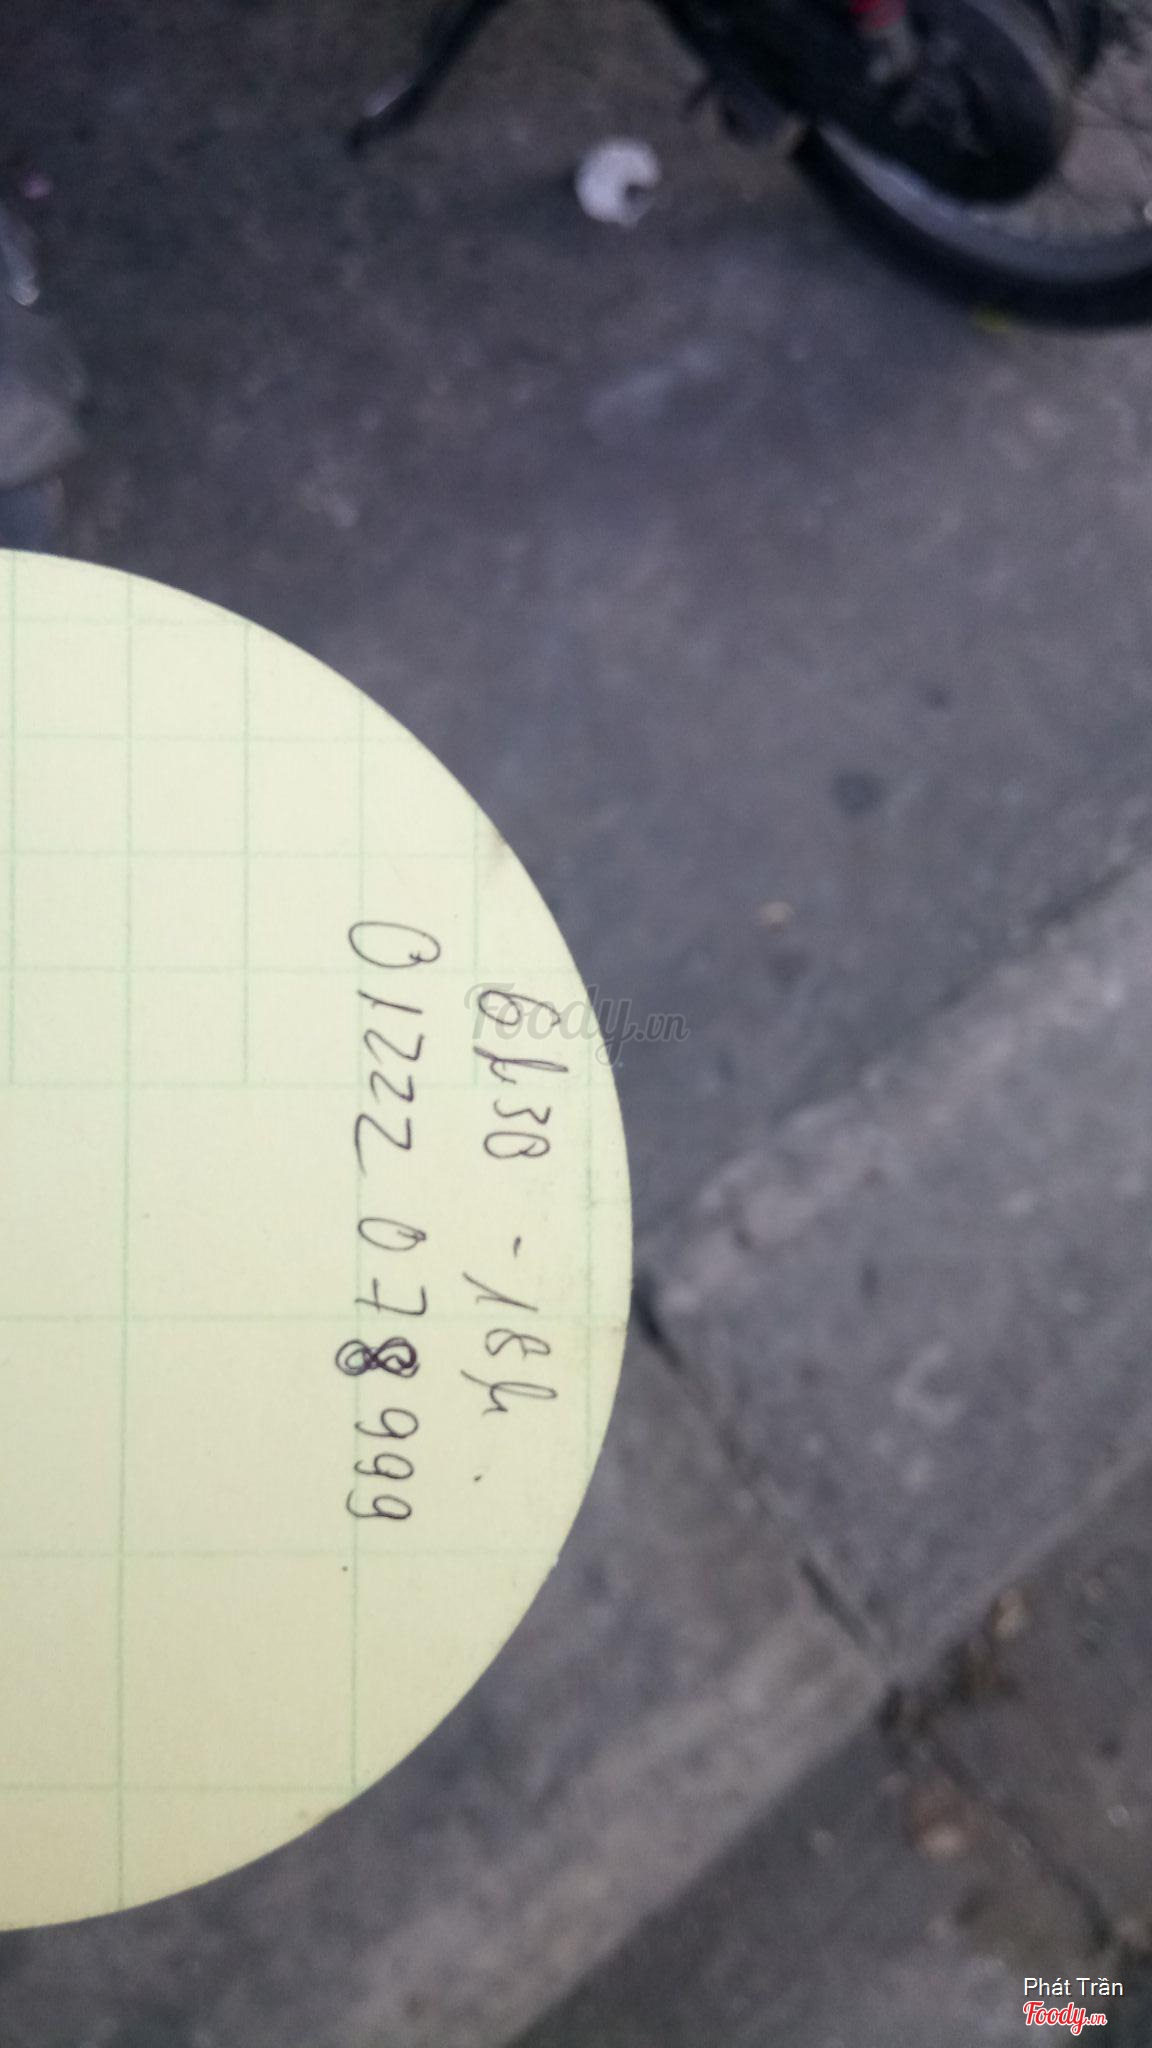 6h30 - 18h
01222 078999
Foody.vn
Phát Trần
Foody.vn